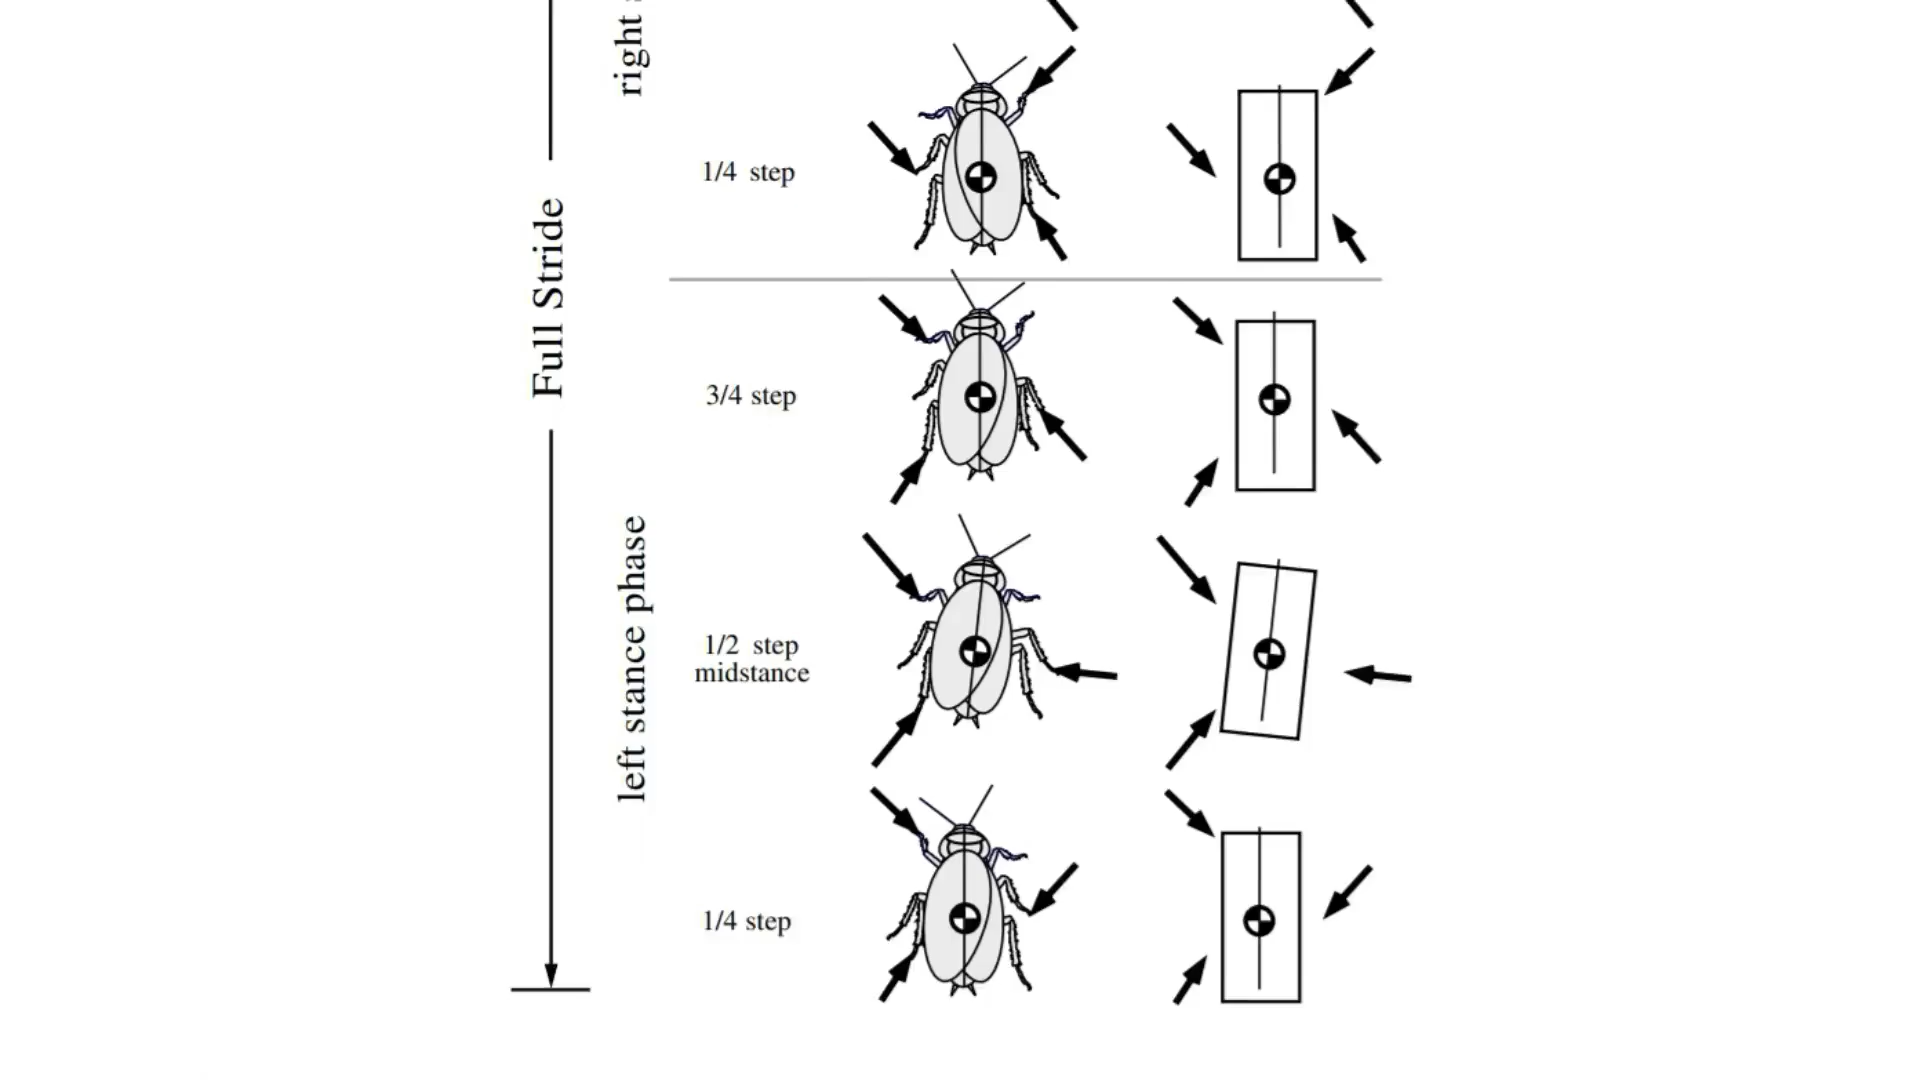 right
1/4 step
Full Stride
3/4 step
left stance phase
1/2 step
midstance
1/4 step